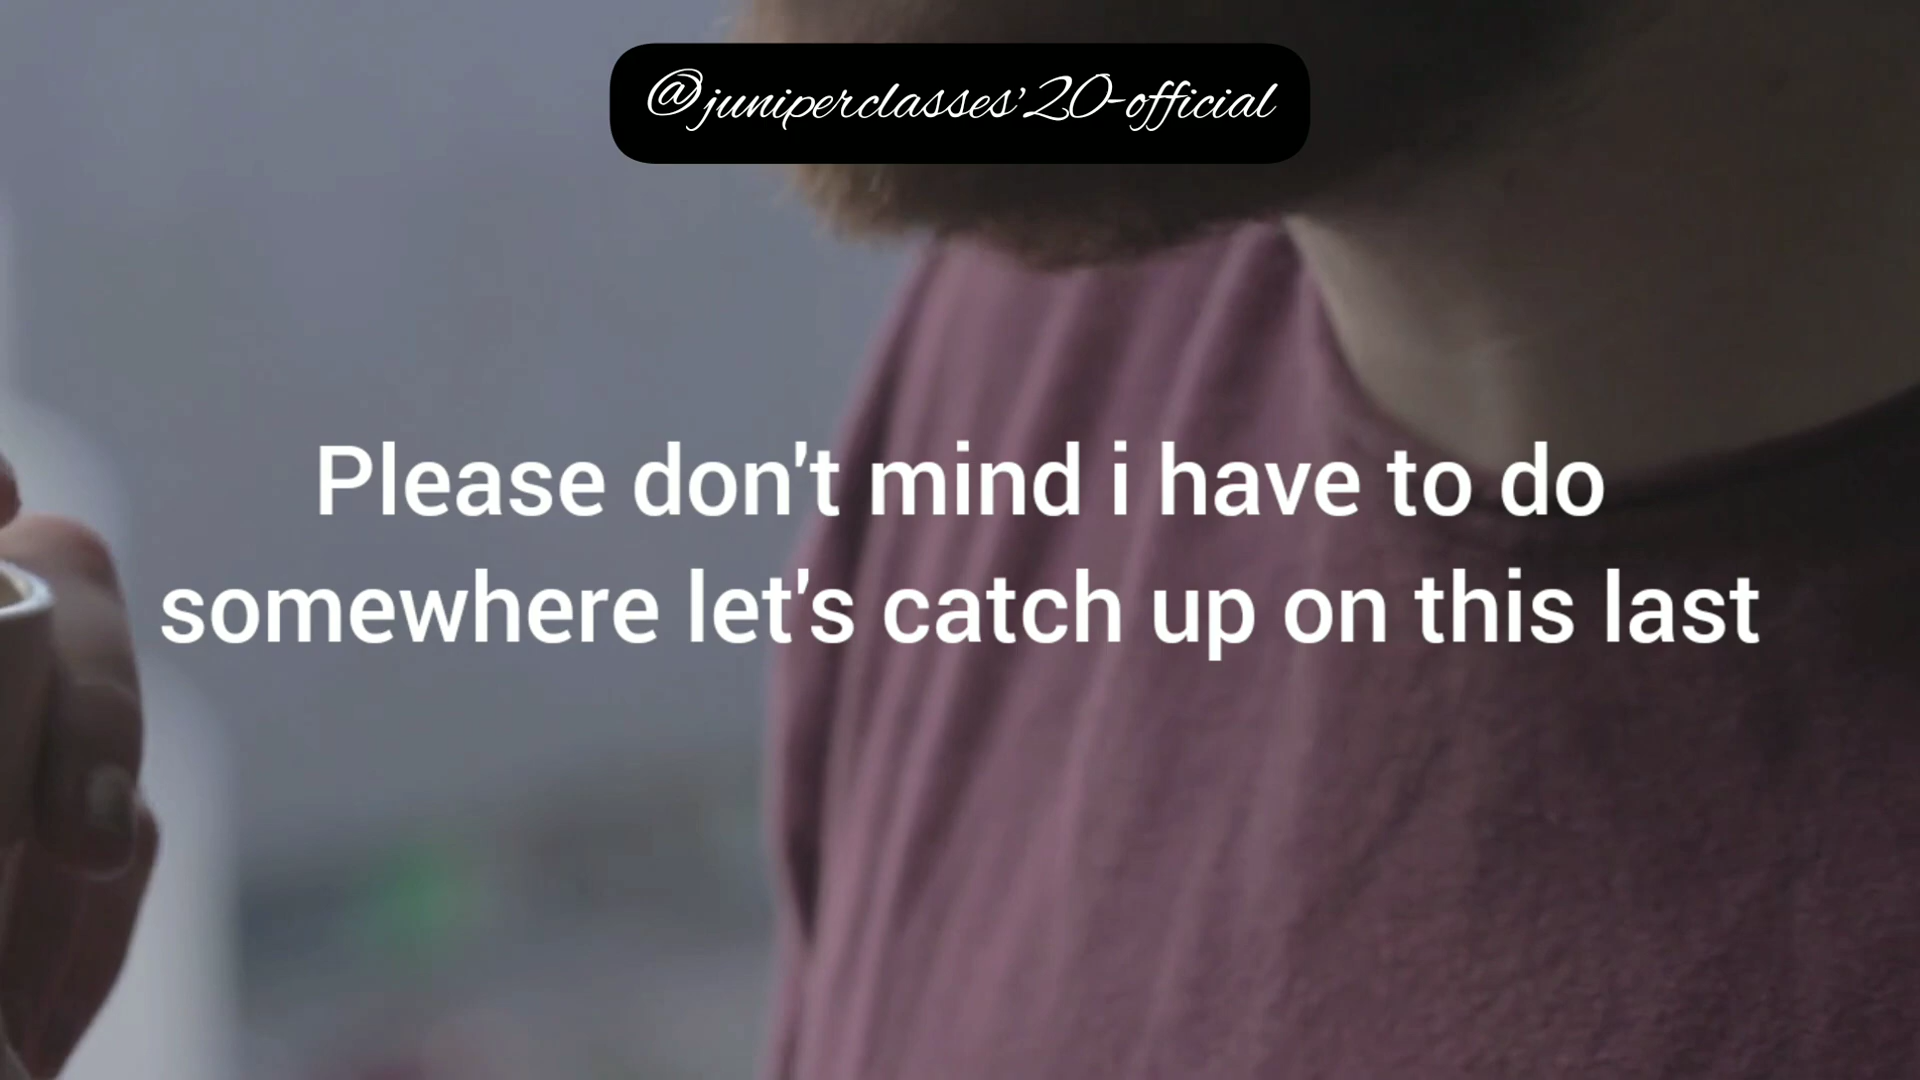 @juniperclasses'20-official
Please don't mind i have to do
somewhere let's catch up on this last